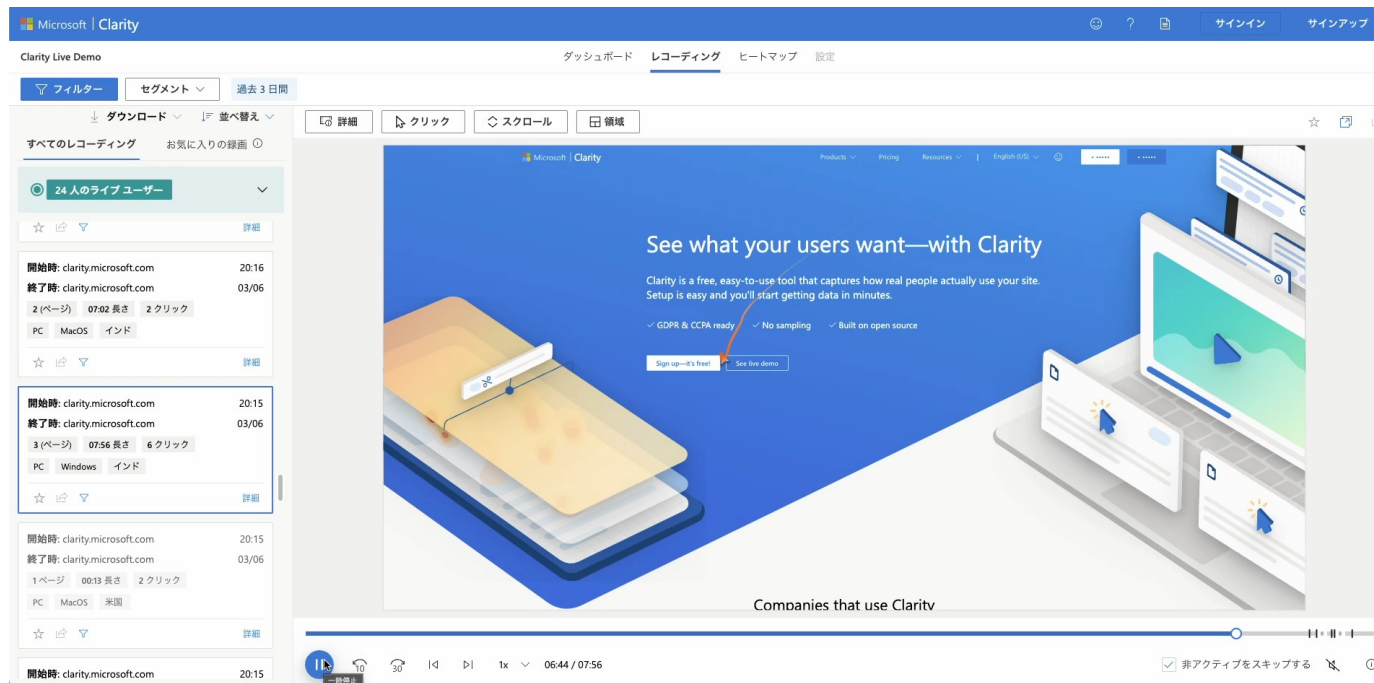 Microsoft | Clarity
? サインイン サインアップ
Clarity Live Demo
ダッシュボード レコーディング ヒートマップ 設定
フィルター セグメント 過去 3 日間
ダウンロード 並べ替え
すべてのレコーディング お気に入りの録画
24 人のライブ ユーザー
詳細
開始時: clarity.microsoft.com 20:16
終了時: clarity.microsoft.com 03/06
2 (ページ) 07:02 長さ 2 クリック
PC MacOS インド
詳細
開始時: clarity.microsoft.com 20:15
終了時: clarity.microsoft.com 03/06
3 (ページ) 07:56 長さ 6 クリック
PC Windows インド
詳細
開始時: clarity.microsoft.com 20:15
終了時: clarity.microsoft.com 03/06
1 ページ 00:13 長さ 2 クリック
PC MacOS 米国
詳細
開始時: clarity.microsoft.com 20:15
詳細 クリック スクロール 領域
Microsoft | Clarity
Products Pricing Resources | English (US)
See what your users want—with Clarity
Clarity is a free, easy-to-use tool that captures how real people actually use your site.
Setup is easy and you'll start getting data in minutes.
GDPR & CCPA ready No sampling Built on open source
Sign up—it's free! See live demo
Companies that use Clarity
10 30 1x 06:44 / 07:56
非アクティブをスキップする
一時停止